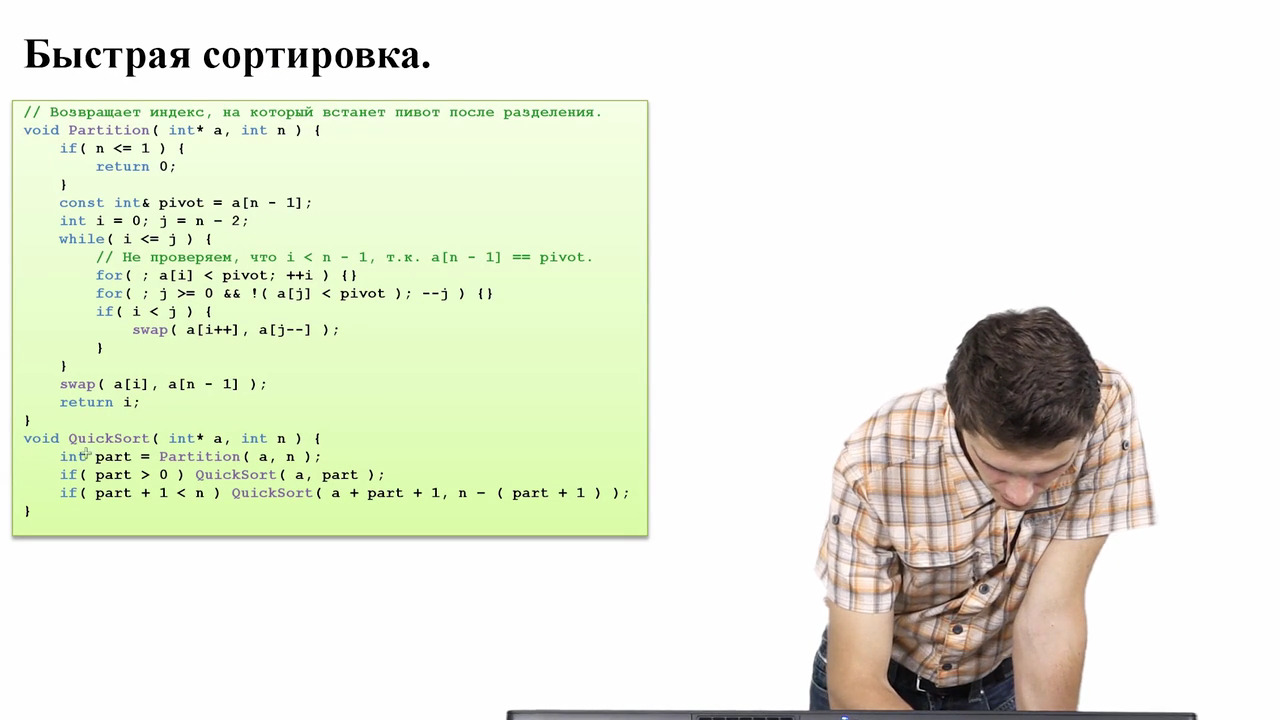 Быстрая сортировка.
// Возвращает индекс, на который встанет пивот после разделения.
void Partition( int* a, int n ) {
    if( n <= 1 ) {
        return 0;
    }
    const int& pivot = a[n - 1];
    int i = 0; j = n - 2;
    while( i <= j ) {
        // Не проверяем, что i < n - 1, т.к. a[n - 1] == pivot.
        for( ; a[i] < pivot; ++i ) {}
        for( ; j >= 0 && !( a[j] < pivot ); --j ) {}
        if( i < j ) {
            swap( a[i++], a[j--] );
        }
    }
    swap( a[i], a[n - 1] );
    return i;
}
void QuickSort( int* a, int n ) {
    int part = Partition( a, n );
    if( part > 0 ) QuickSort( a, part );
    if( part + 1 < n ) QuickSort( a + part + 1, n - ( part + 1 ) );
}